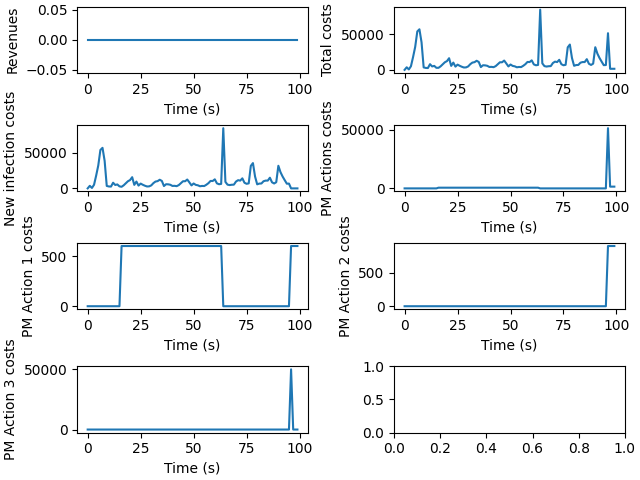 Revenues
0.05
0.00
−0.05
0 25 50 75 100
Time (s)
Total costs
50000
0
0 25 50 75 100
Time (s)
New infection costs
50000
0
0 25 50 75 100
Time (s)
PM Actions costs
50000
0
0 25 50 75 100
Time (s)
PM Action 1 costs
500
0
0 25 50 75 100
Time (s)
PM Action 2 costs
500
0
0 25 50 75 100
Time (s)
PM Action 3 costs
50000
0
0 25 50 75 100
Time (s)
1.0
0.5
0.0
0.0 0.2 0.4 0.6 0.8 1.0